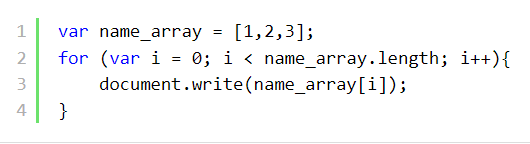 1 var name_array = [1,2,3];
2 for (var i = 0; i < name_array.length; i++){
3     document.write(name_array[i]);
4 }